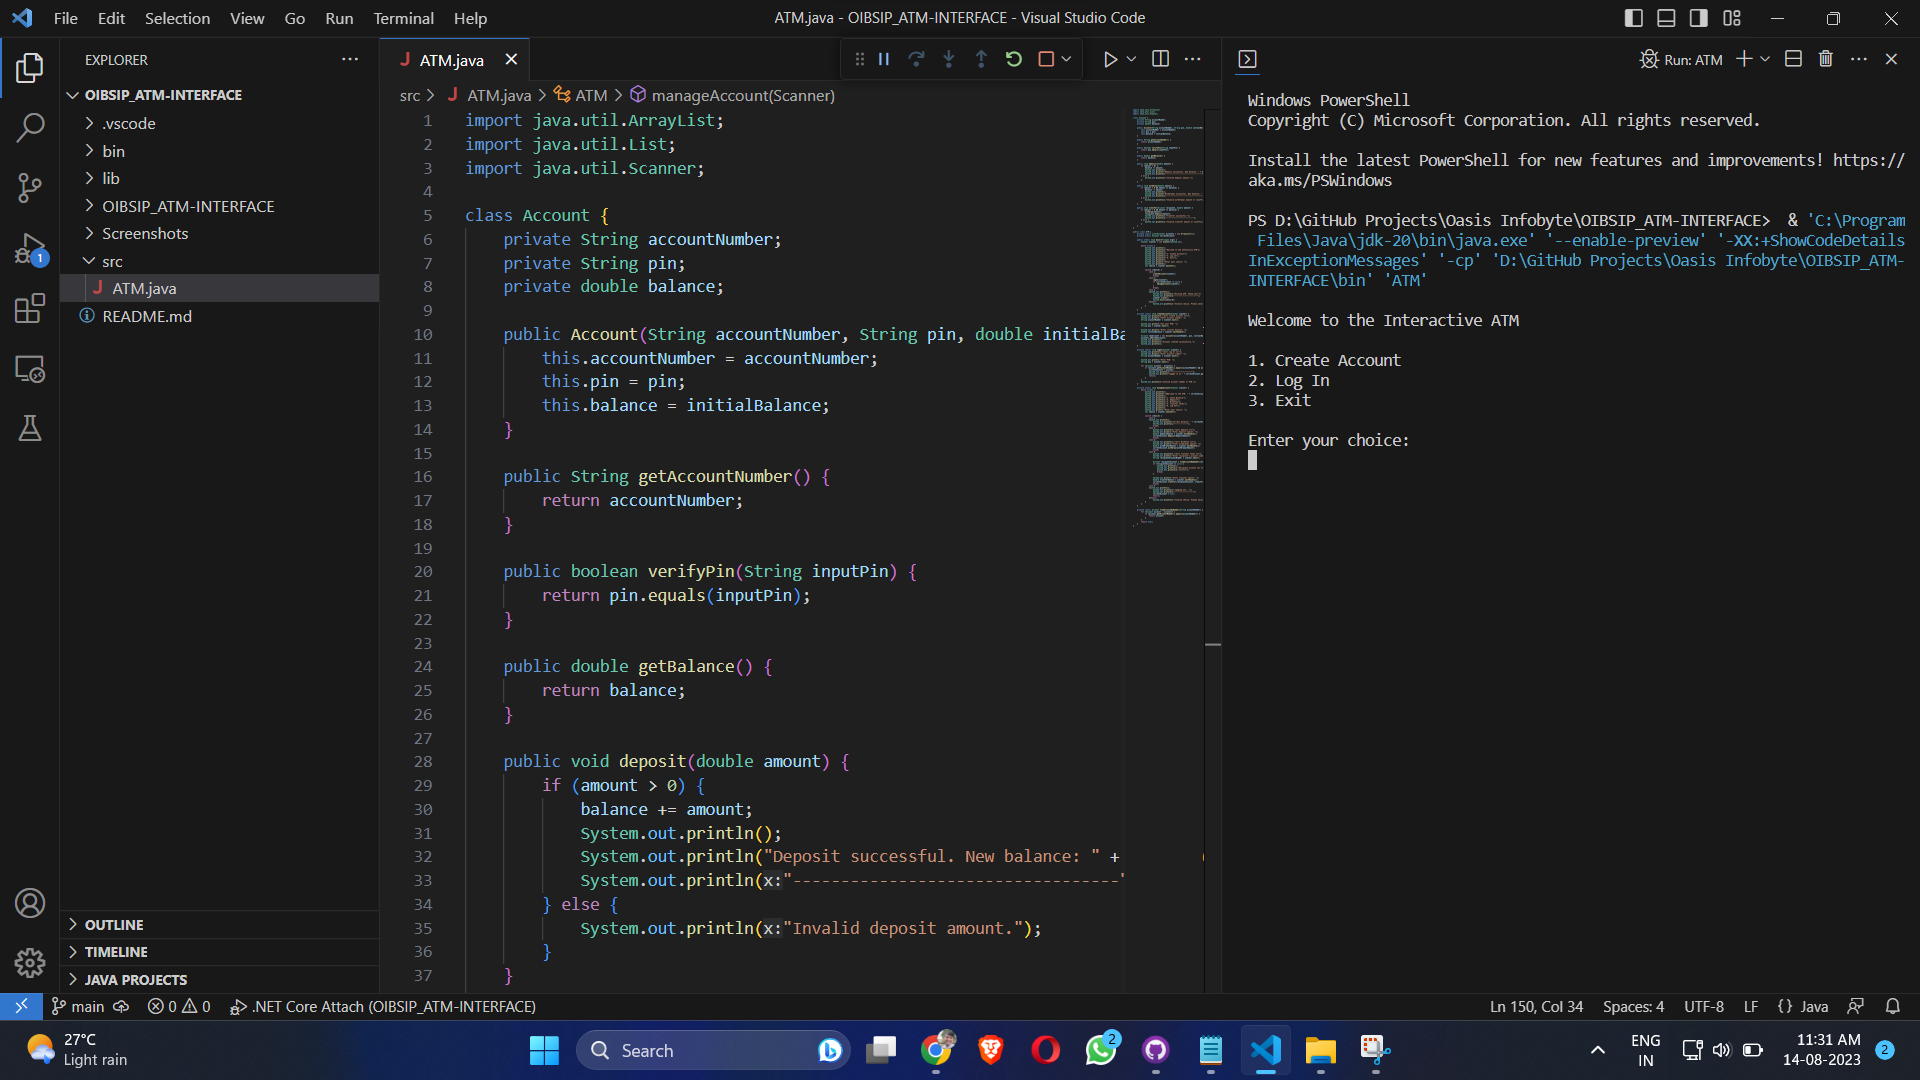 File Edit Selection View Go Run Terminal Help
ATM.java - OIBSIP_ATM-INTERFACE - Visual Studio Code
EXPLORER
OIBSIP_ATM-INTERFACE
.vscode
bin
lib
OIBSIP_ATM-INTERFACE
Screenshots
src
J ATM.java
README.md
1
OUTLINE
TIMELINE
JAVA PROJECTS
J ATM.java
src > J ATM.java > ATM > manageAccount(Scanner)
1 import java.util.ArrayList;
2 import java.util.List;
3 import java.util.Scanner;
4
5 class Account {
6 private String accountNumber;
7 private String pin;
8 private double balance;
9
10 public Account(String accountNumber, String pin, double initialBa
11 this.accountNumber = accountNumber;
12 this.pin = pin;
13 this.balance = initialBalance;
14 }
15
16 public String getAccountNumber() {
17 return accountNumber;
18 }
19
20 public boolean verifyPin(String inputPin) {
21 return pin.equals(inputPin);
22 }
23
24 public double getBalance() {
25 return balance;
26 }
27
28 public void deposit(double amount) {
29 if (amount > 0) {
30 balance += amount;
31 System.out.println();
32 System.out.println("Deposit successful. New balance: " +
33 System.out.println(x:"----------------------------------"
34 } else {
35 System.out.println(x:"Invalid deposit amount.");
36 }
37 }
Run: ATM
Windows PowerShell
Copyright (C) Microsoft Corporation. All rights reserved.
Install the latest PowerShell for new features and improvements! https://
aka.ms/PSWindows
PS D:\GitHub Projects\Oasis Infobyte\OIBSIP_ATM-INTERFACE> & 'C:\Program
Files\Java\jdk-20\bin\java.exe' '--enable-preview' '-XX:+ShowCodeDetails
InExceptionMessages' '-cp' 'D:\GitHub Projects\Oasis Infobyte\OIBSIP_ATM-
INTERFACE\bin' 'ATM'
Welcome to the Interactive ATM
1. Create Account
2. Log In
3. Exit
Enter your choice:
main 0 0 .NET Core Attach (OIBSIP_ATM-INTERFACE)
Ln 150, Col 34 Spaces: 4 UTF-8 LF {} Java
27°C
Light rain
Search
2
ENG
IN
11:31 AM
14-08-2023
2